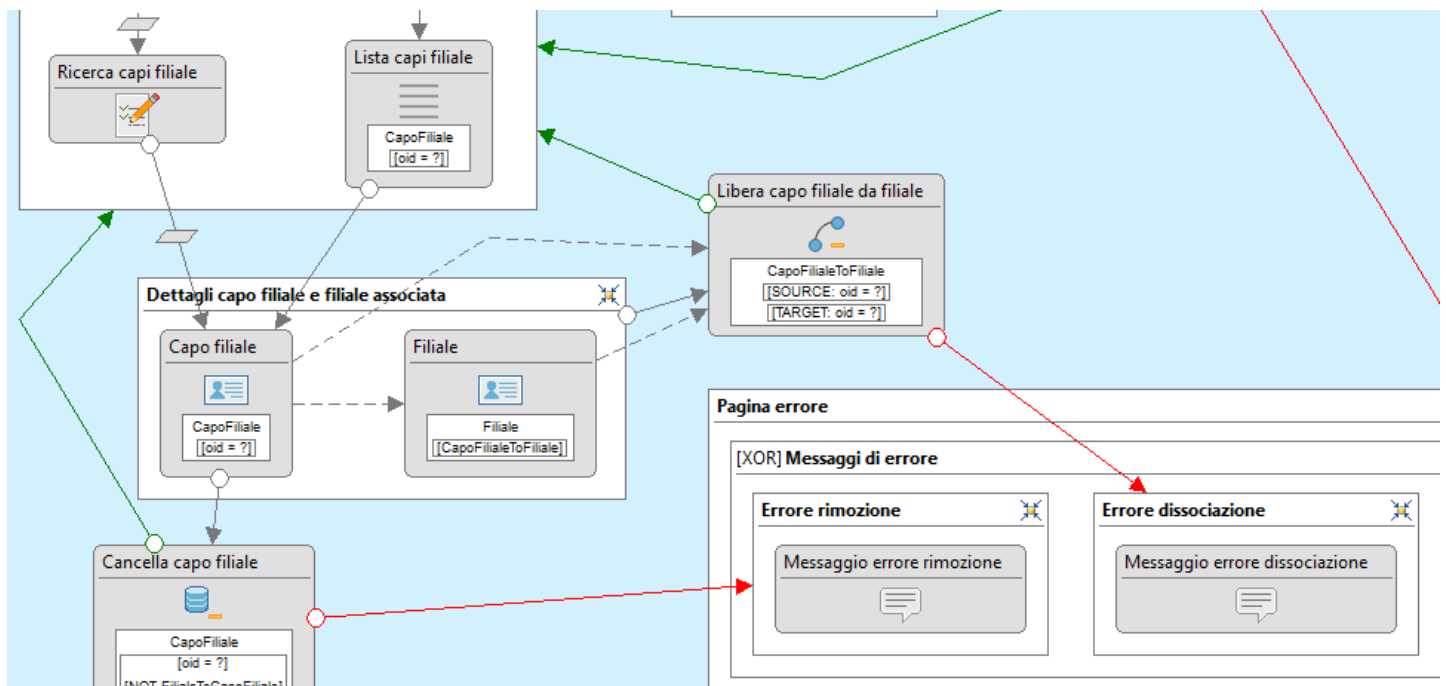 Ricerca capi filiale
Lista capi filiale
CapoFiliale
[oid = ?]
Libera capo filiale da filiale
CapoFilialeToFiliale
[SOURCE: oid = ?]
[TARGET: oid = ?]
Dettagli capo filiale e filiale associata
Capo filiale
CapoFiliale
[oid = ?]
Filiale
Filiale
[CapoFilialeToFiliale]
Pagina errore
[XOR] Messaggi di errore
Errore rimozione
Messaggio errore rimozione
Errore dissociazione
Messaggio errore dissociazione
Cancella capo filiale
CapoFiliale
[oid = ?]
[NOT FilialeToCapoFiliale]